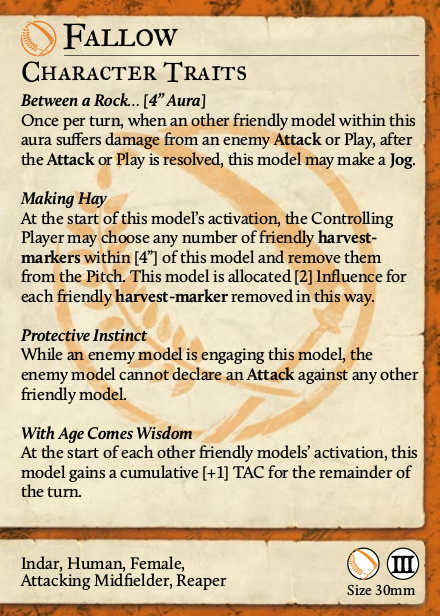 Fallow
Character Traits
Between a Rock... [4" Aura]
Once per turn, when an other friendly model within this
aura suffers damage from an enemy Attack or Play, after
the Attack or Play is resolved, this model may make a Jog.
Making Hay
At the start of this model's activation, the Controlling
Player may choose any number of friendly harvest-
markers within [4"] of this model and remove them
from the Pitch. This model is allocated [2] Influence for
each friendly harvest-marker removed in this way.
Protective Instinct
While an enemy model is engaging this model, the
enemy model cannot declare an Attack against any other
friendly model.
With Age Comes Wisdom
At the start of each other friendly models' activation, this
model gains a cumulative [+1] TAC for the remainder of
the turn.
Indar, Human, Female,
Attacking Midfielder, Reaper
III
Size 30mm